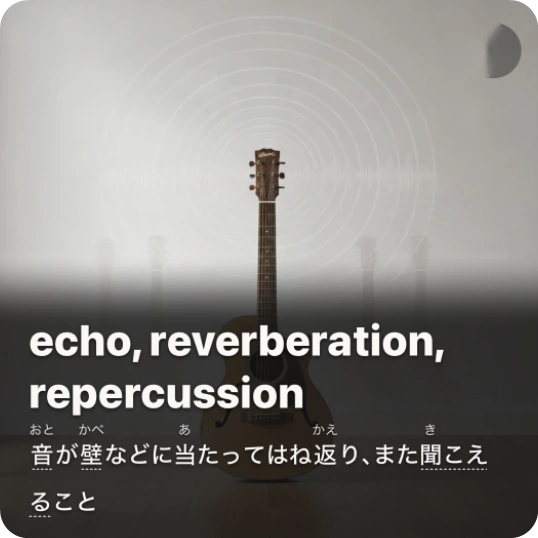 echo, reverberation,
repercussion
おと かべ あ かえ き
音が壁などに当たってはね返り、また聞こえ
ること